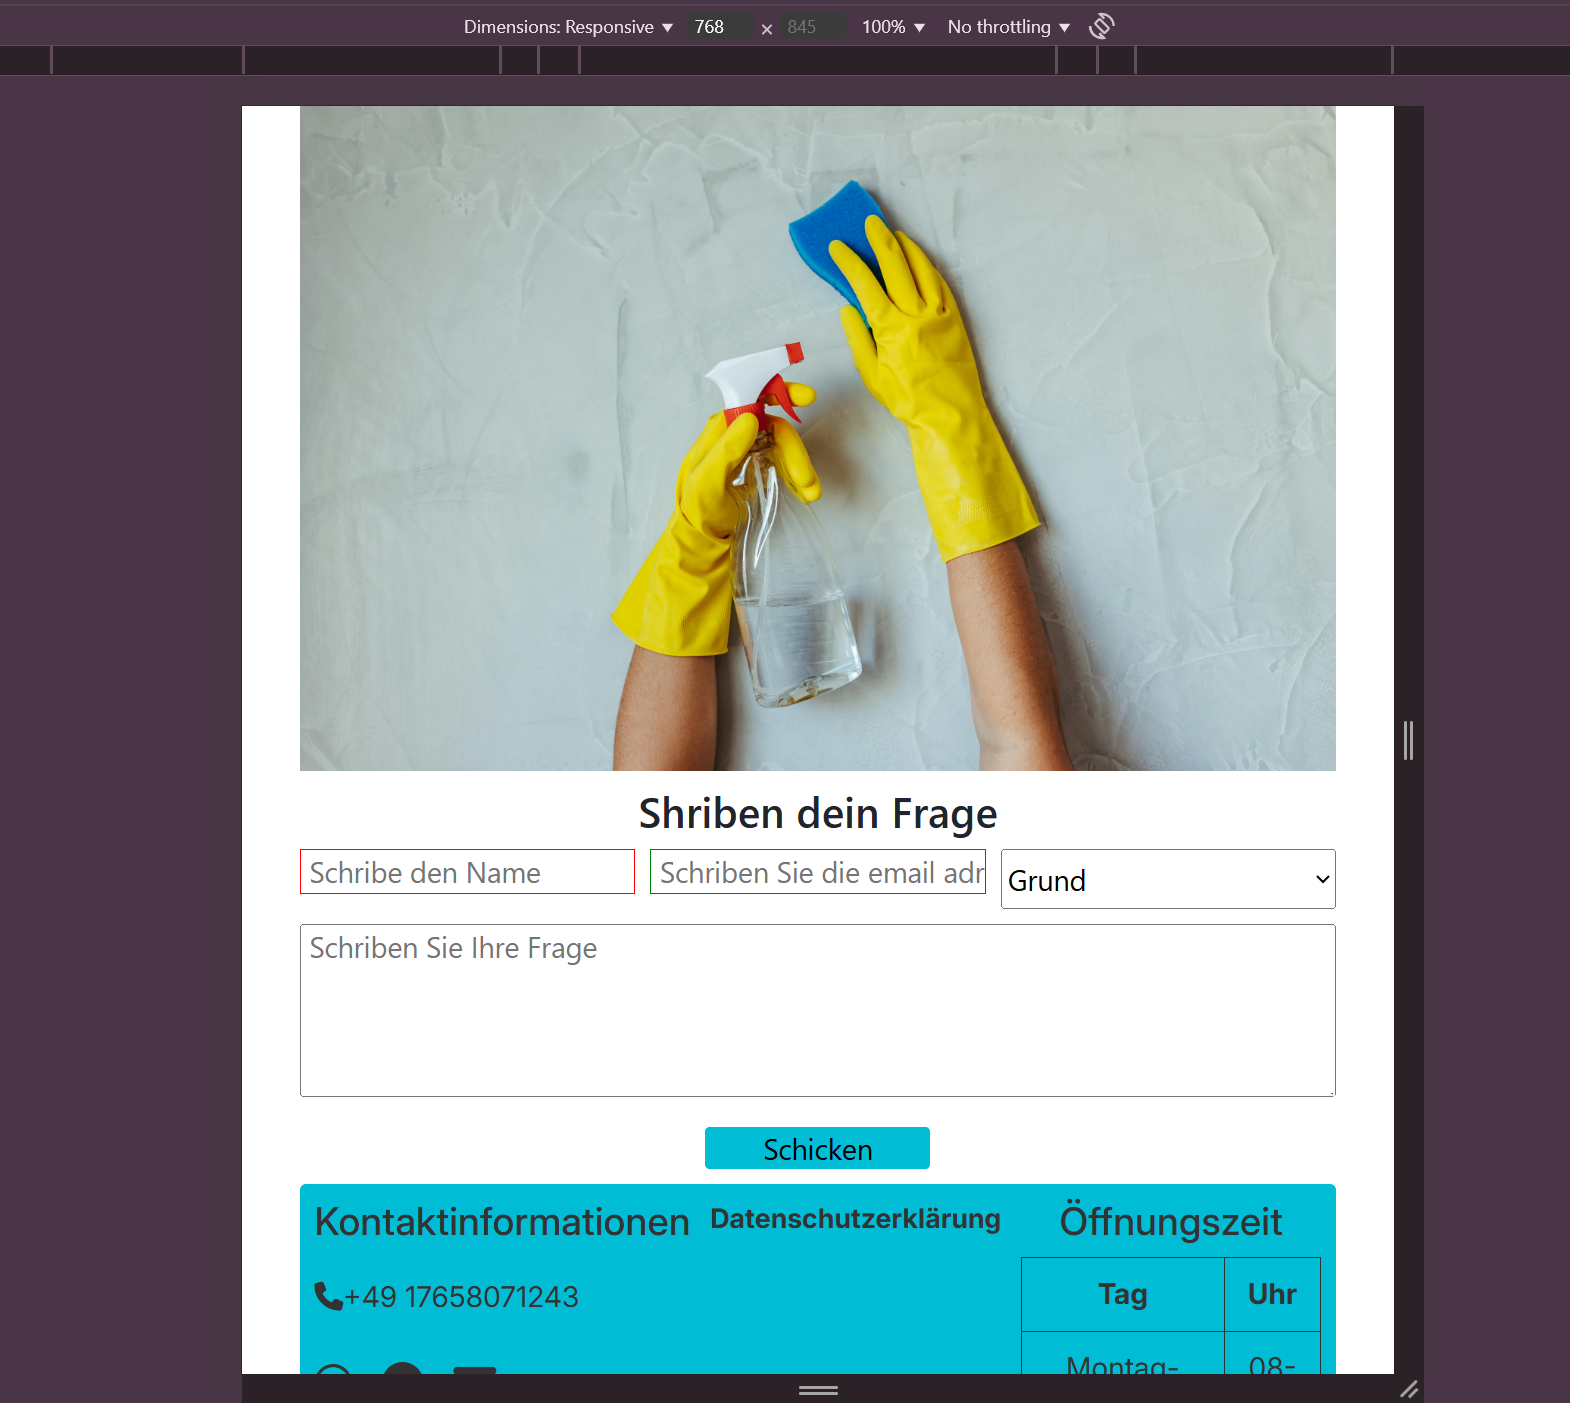 Dimensions: Responsive ▼ 768 × 845 100% ▼ No throttling ▼
Shriben dein Frage
Schribe den Name
Schriben Sie die email adr
Grund
Schriben Sie Ihre Frage
Schicken
Kontaktinformationen
Datenschutzerklärung
Öffnungszeit
+49 17658071243
Tag Uhr
Montag- 08-